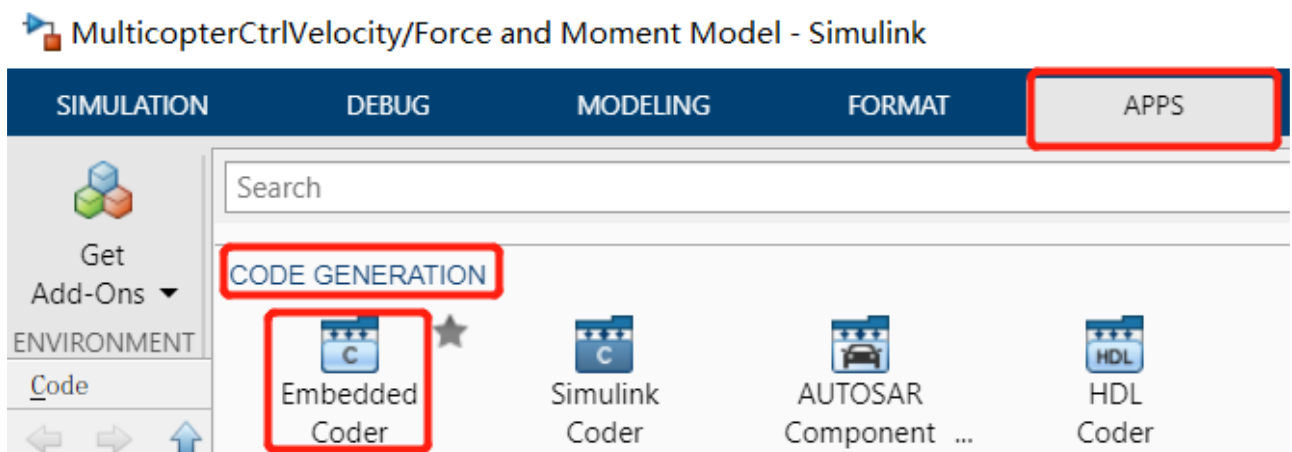 MulticopterCtrlVelocity/Force and Moment Model - Simulink
SIMULATION DEBUG MODELING FORMAT APPS
Search
Get
Add-Ons
CODE GENERATION
ENVIRONMENT
Code
Embedded
Coder
Simulink
Coder
AUTOSAR
Component ...
HDL
HDL
Coder
C
C